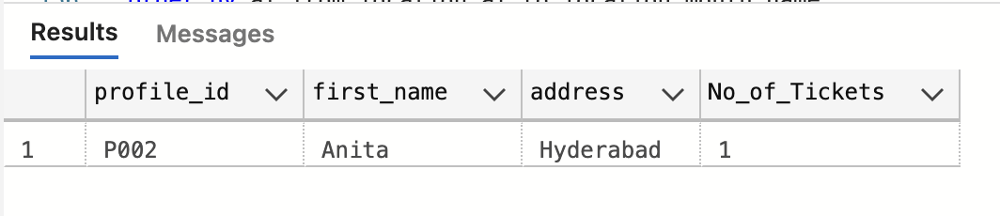 Results Messages
profile_id first_name address No_of_Tickets
1 P002 Anita Hyderabad 1